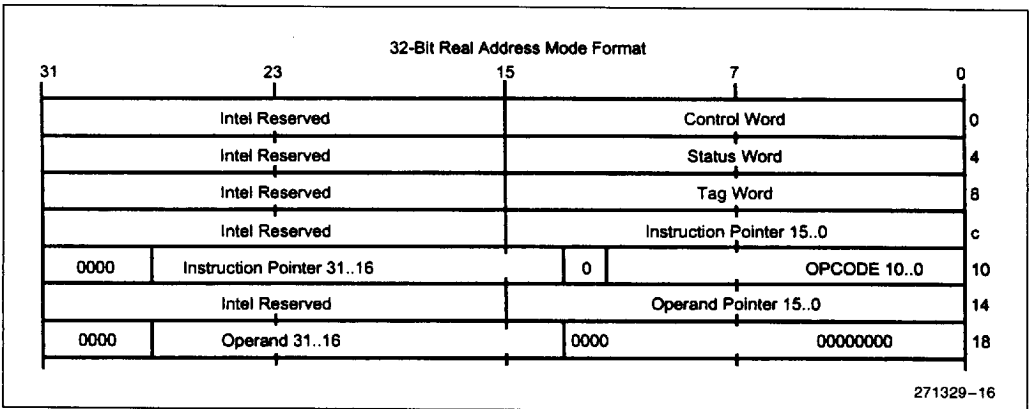 32-Bit Real Address Mode Format
31 23 15 7 0
Intel Reserved Control Word 0
Intel Reserved Status Word 4
Intel Reserved Tag Word 8
Intel Reserved Instruction Pointer 15..0 c
0000 Instruction Pointer 31..16 0 OPCODE 10..0 10
Intel Reserved Operand Pointer 15..0 14
0000 Operand 31..16 0000 00000000 18
271329–16